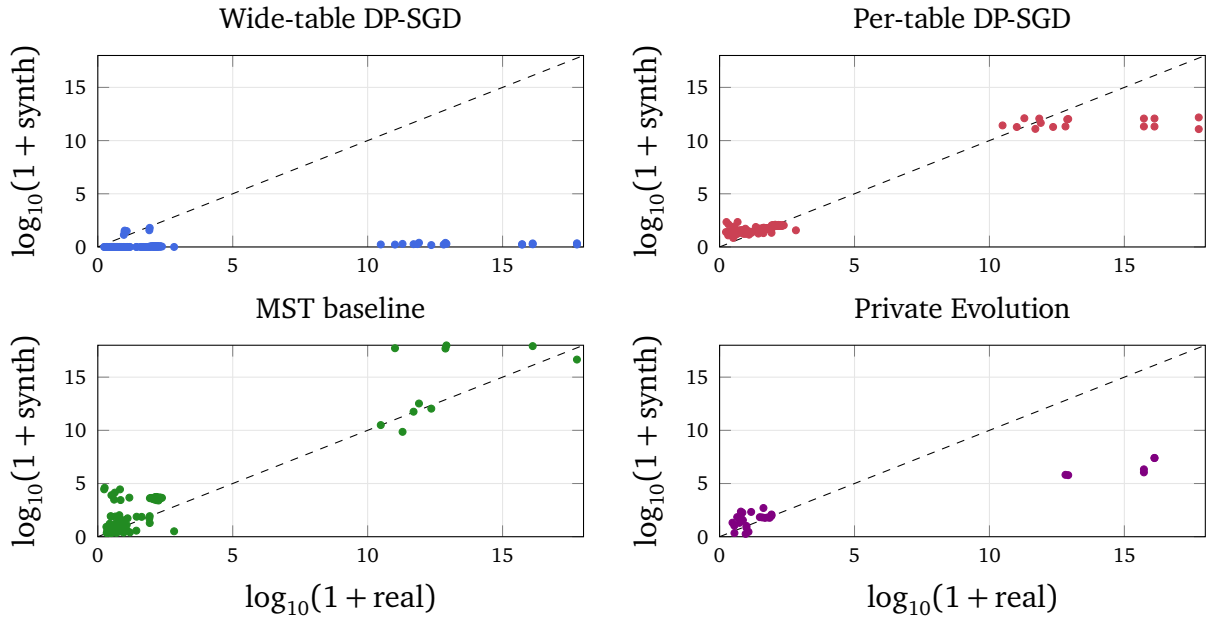 Wide-table DP-SGD
log₁₀(1 + synth)
15
10
5
0
0 5 10 15
Per-table DP-SGD
log₁₀(1 + synth)
15
10
5
0
0 5 10 15
MST baseline
log₁₀(1 + synth)
15
10
5
0
0 5 10 15
log₁₀(1 + real)
Private Evolution
log₁₀(1 + synth)
15
10
5
0
0 5 10 15
log₁₀(1 + real)